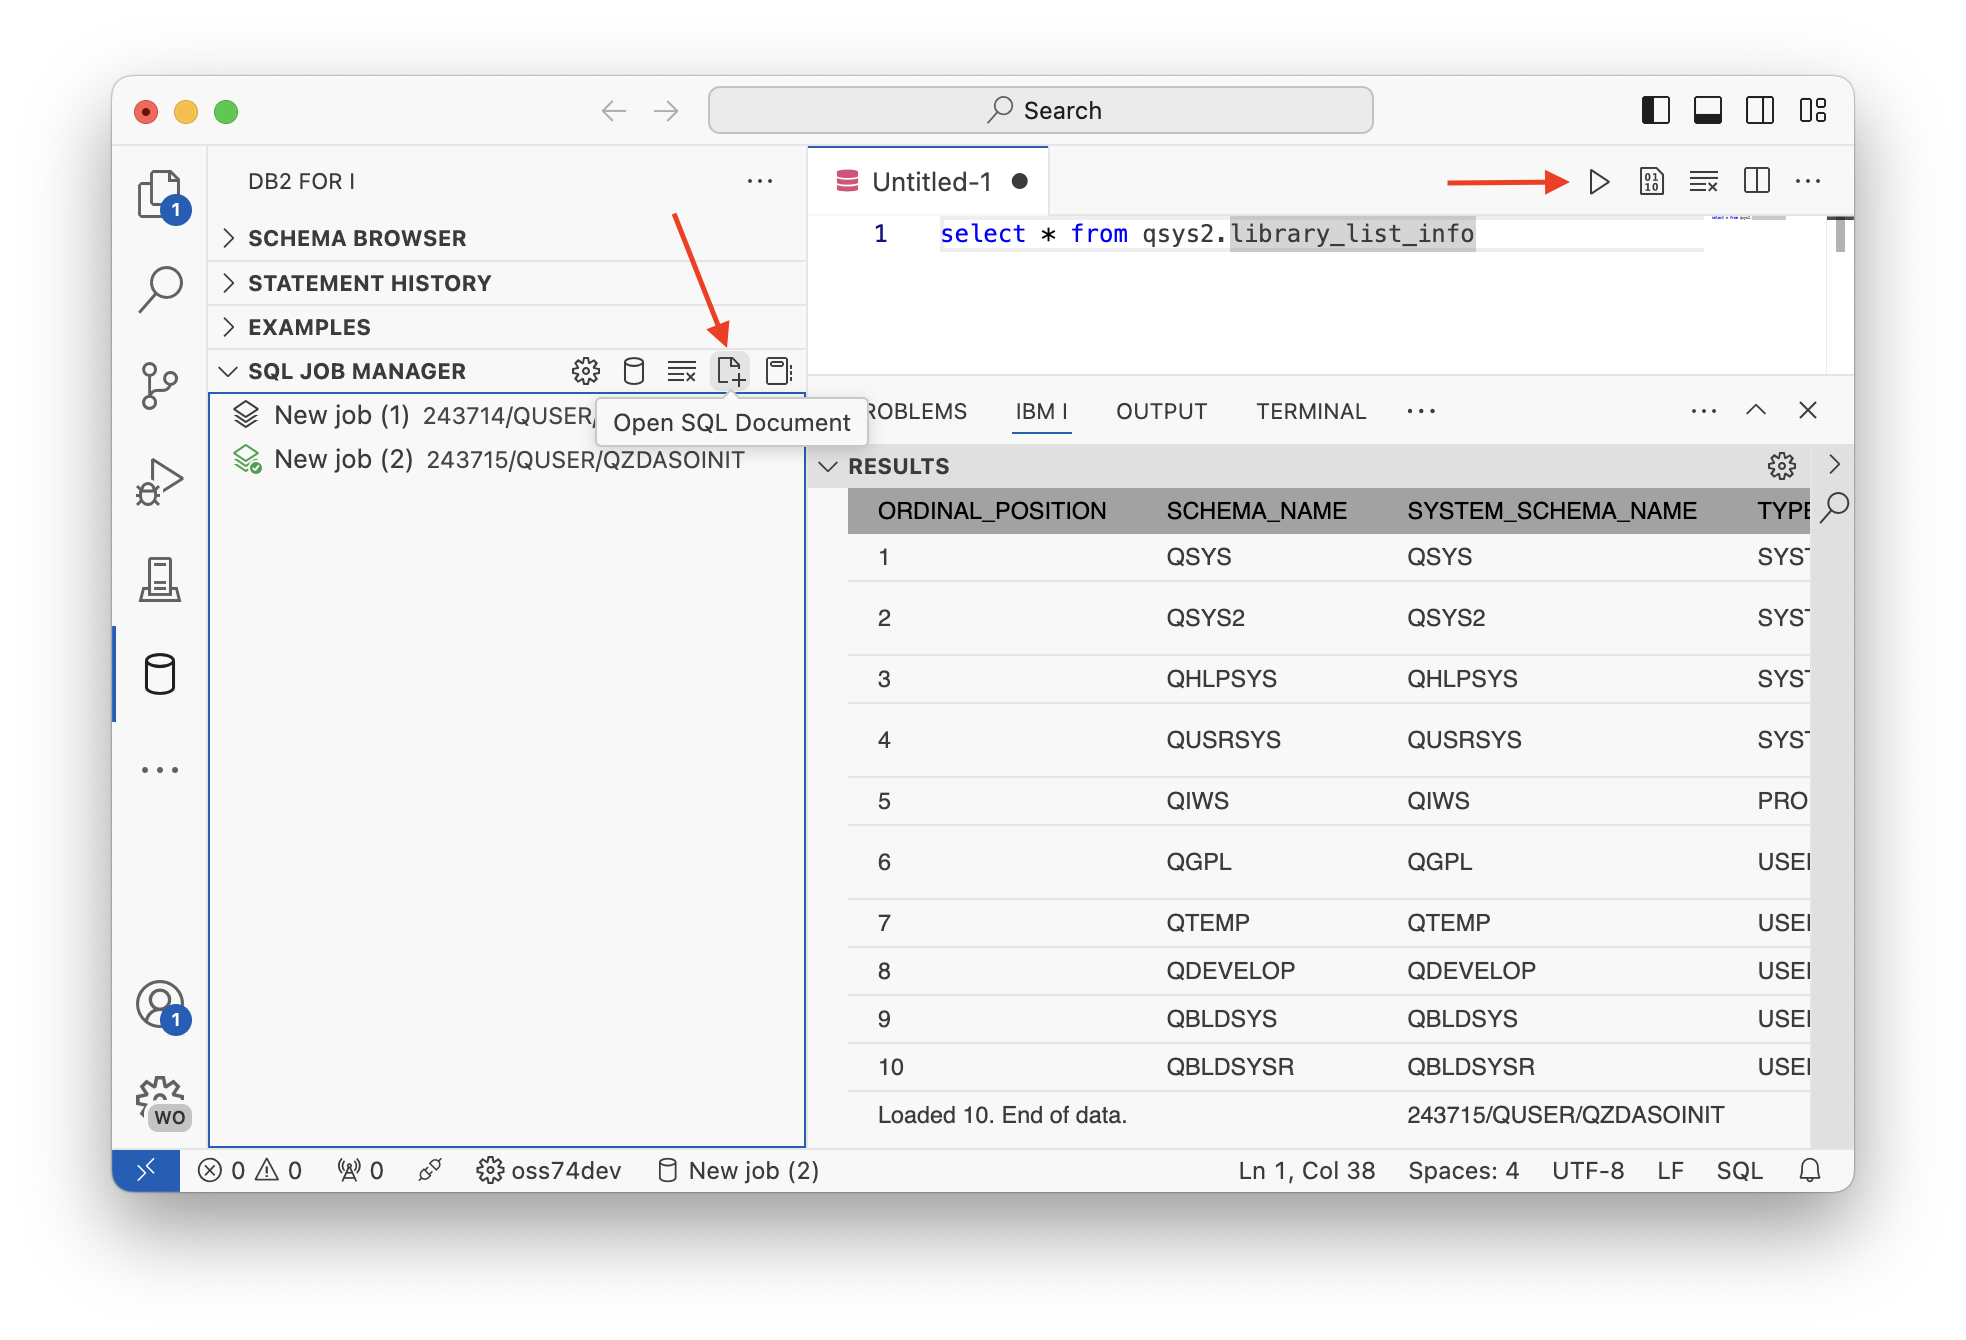 Search
DB2 FOR I
1
SCHEMA BROWSER
STATEMENT HISTORY
EXAMPLES
SQL JOB MANAGER
New job (1) 243714/QUSER/
Open SQL Document
New job (2) 243715/QUSER/QZDASOINIT
1
WO
Untitled-1
1 select * from qsys2.library_list_info
ROBLEMS IBM I OUTPUT TERMINAL
RESULTS
ORDINAL_POSITION SCHEMA_NAME SYSTEM_SCHEMA_NAME TYPE
1 QSYS QSYS SYST
2 QSYS2 QSYS2 SYST
3 QHLPSYS QHLPSYS SYST
4 QUSRSYS QUSRSYS SYST
5 QIWS QIWS PRO
6 QGPL QGPL USE
7 QTEMP QTEMP USE
8 QDEVELOP QDEVELOP USE
9 QBLDSYS QBLDSYS USE
10 QBLDSYSR QBLDSYSR USE
Loaded 10. End of data. 243715/QUSER/QZDASOINIT
0 0 0 oss74dev New job (2) Ln 1, Col 38 Spaces: 4 UTF-8 LF SQL